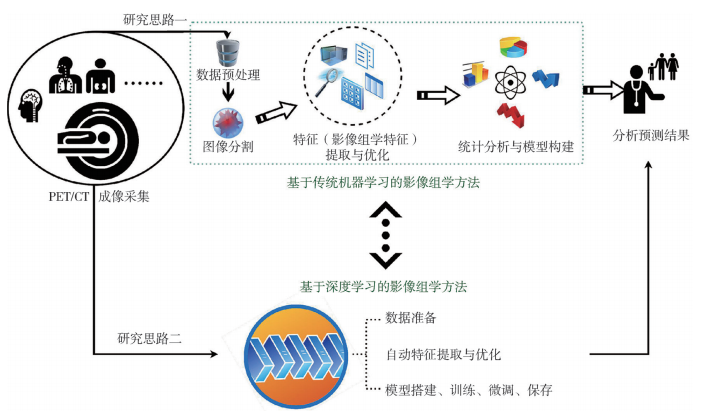 研究思路一
数据预处理
图像分割
特征（影像组学特征）
提取与优化
统计分析与模型构建
分析预测结果
PET/CT 成像采集
基于传统机器学习的影像组学方法
基于深度学习的影像组学方法
研究思路二
数据准备
自动特征提取与优化
模型搭建、训练、微调、保存